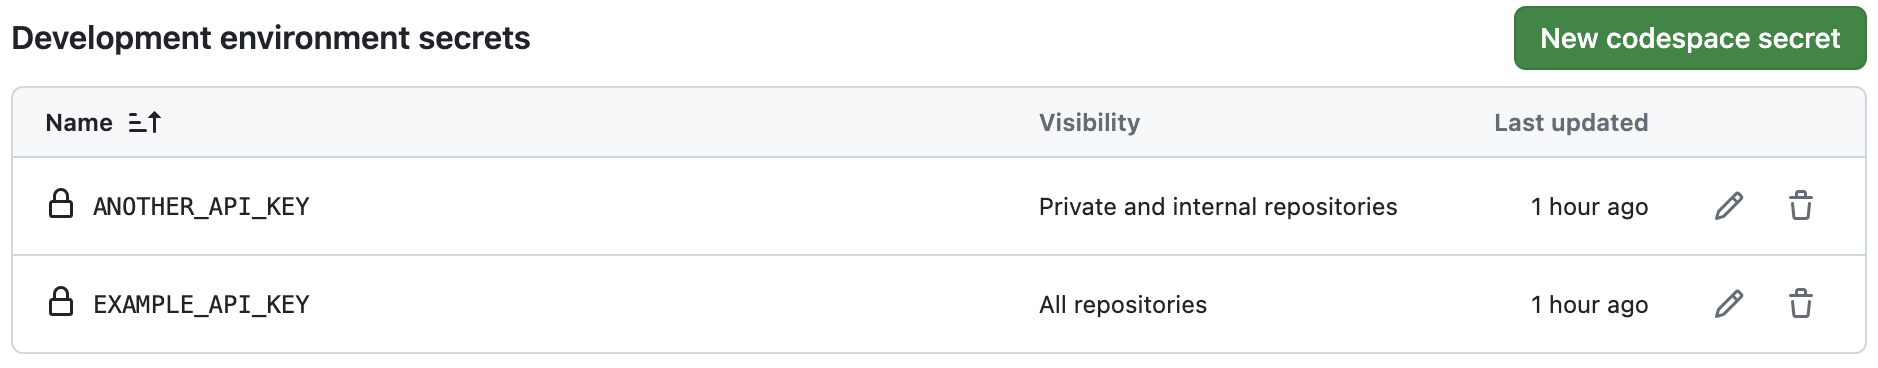 Development environment secrets
New codespace secret
Name Visibility Last updated
ANOTHER_API_KEY Private and internal repositories 1 hour ago
EXAMPLE_API_KEY All repositories 1 hour ago